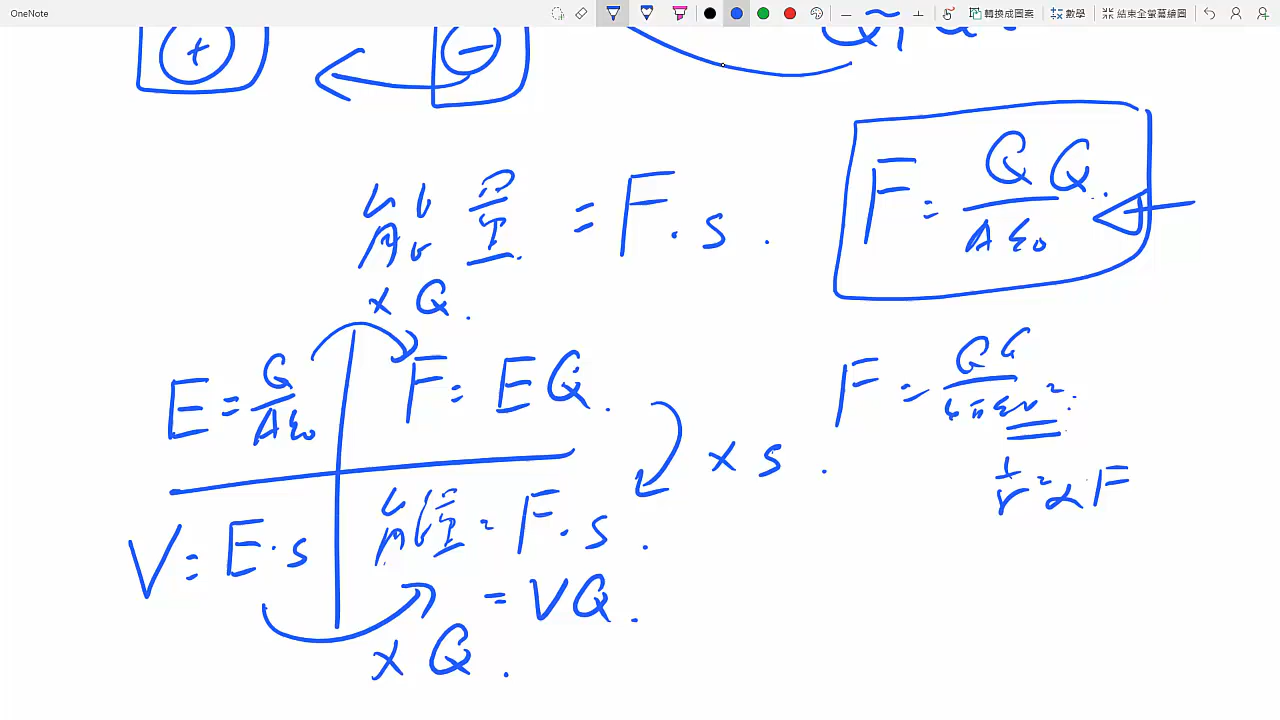 OneNote
轉換成圖案 數學 結束全螢幕繪圖
+ −
能量 = F · s .
F = QQ. / Aε₀
× Q .
E = Q / Aε₀
F = EQ .
F = QQ / 4πεr²
× s .
1 / r² ∝ F
V = E · s
能量 = F · s .
= VQ .
× Q .